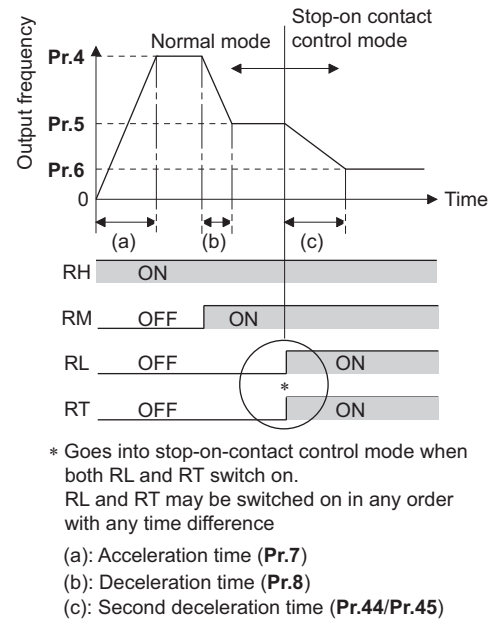 Stop-on contact
control mode
Normal mode
Output frequency
Pr.4
Pr.5
Pr.6
0
Time
(a)
(b)
(c)
RH ON
RM OFF ON
RL OFF ON
*
RT OFF ON
* Goes into stop-on-contact control mode when
both RL and RT switch on.
RL and RT may be switched on in any order
with any time difference
(a): Acceleration time (Pr.7)
(b): Deceleration time (Pr.8)
(c): Second deceleration time (Pr.44/Pr.45)